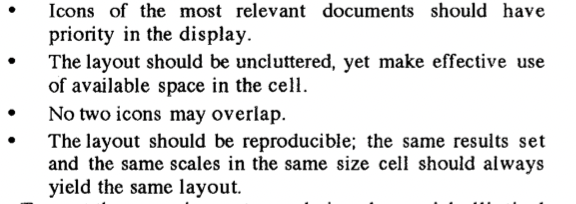 • Icons of the most relevant documents should have
priority in the display.
• The layout should be uncluttered, yet make effective use
of available space in the cell.
• No two icons may overlap.
• The layout should be reproducible; the same results set
and the same scales in the same size cell should always
yield the same layout.